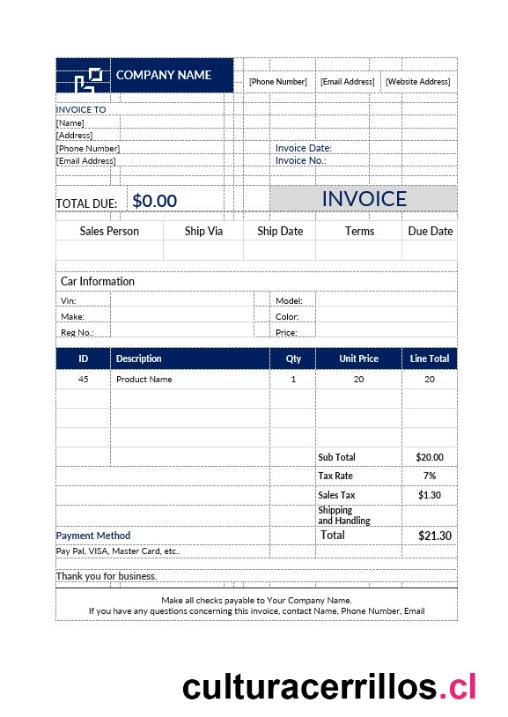 COMPANY NAME
[Phone Number] [Email Address] [Website Address]
INVOICE TO
[Name]
[Address]
[Phone Number] Invoice Date:
[Email Address] Invoice No.:
TOTAL DUE: $0.00 INVOICE
Sales Person Ship Via Ship Date Terms Due Date
Car Information
Vin: Model:
Make: Color:
Reg No.: Price:
ID Description Qty Unit Price Line Total
45 Product Name 1 20 20
Sub Total $20.00
Tax Rate 7%
Sales Tax $1.30
Shipping
and Handling
Payment Method Total $21.30
Pay Pal, VISA, Master Card, etc..
Thank you for business.
Make all checks payable to Your Company Name.
If you have any questions concerning this invoice, contact Name, Phone Number, Email
culturacerrillos.cl